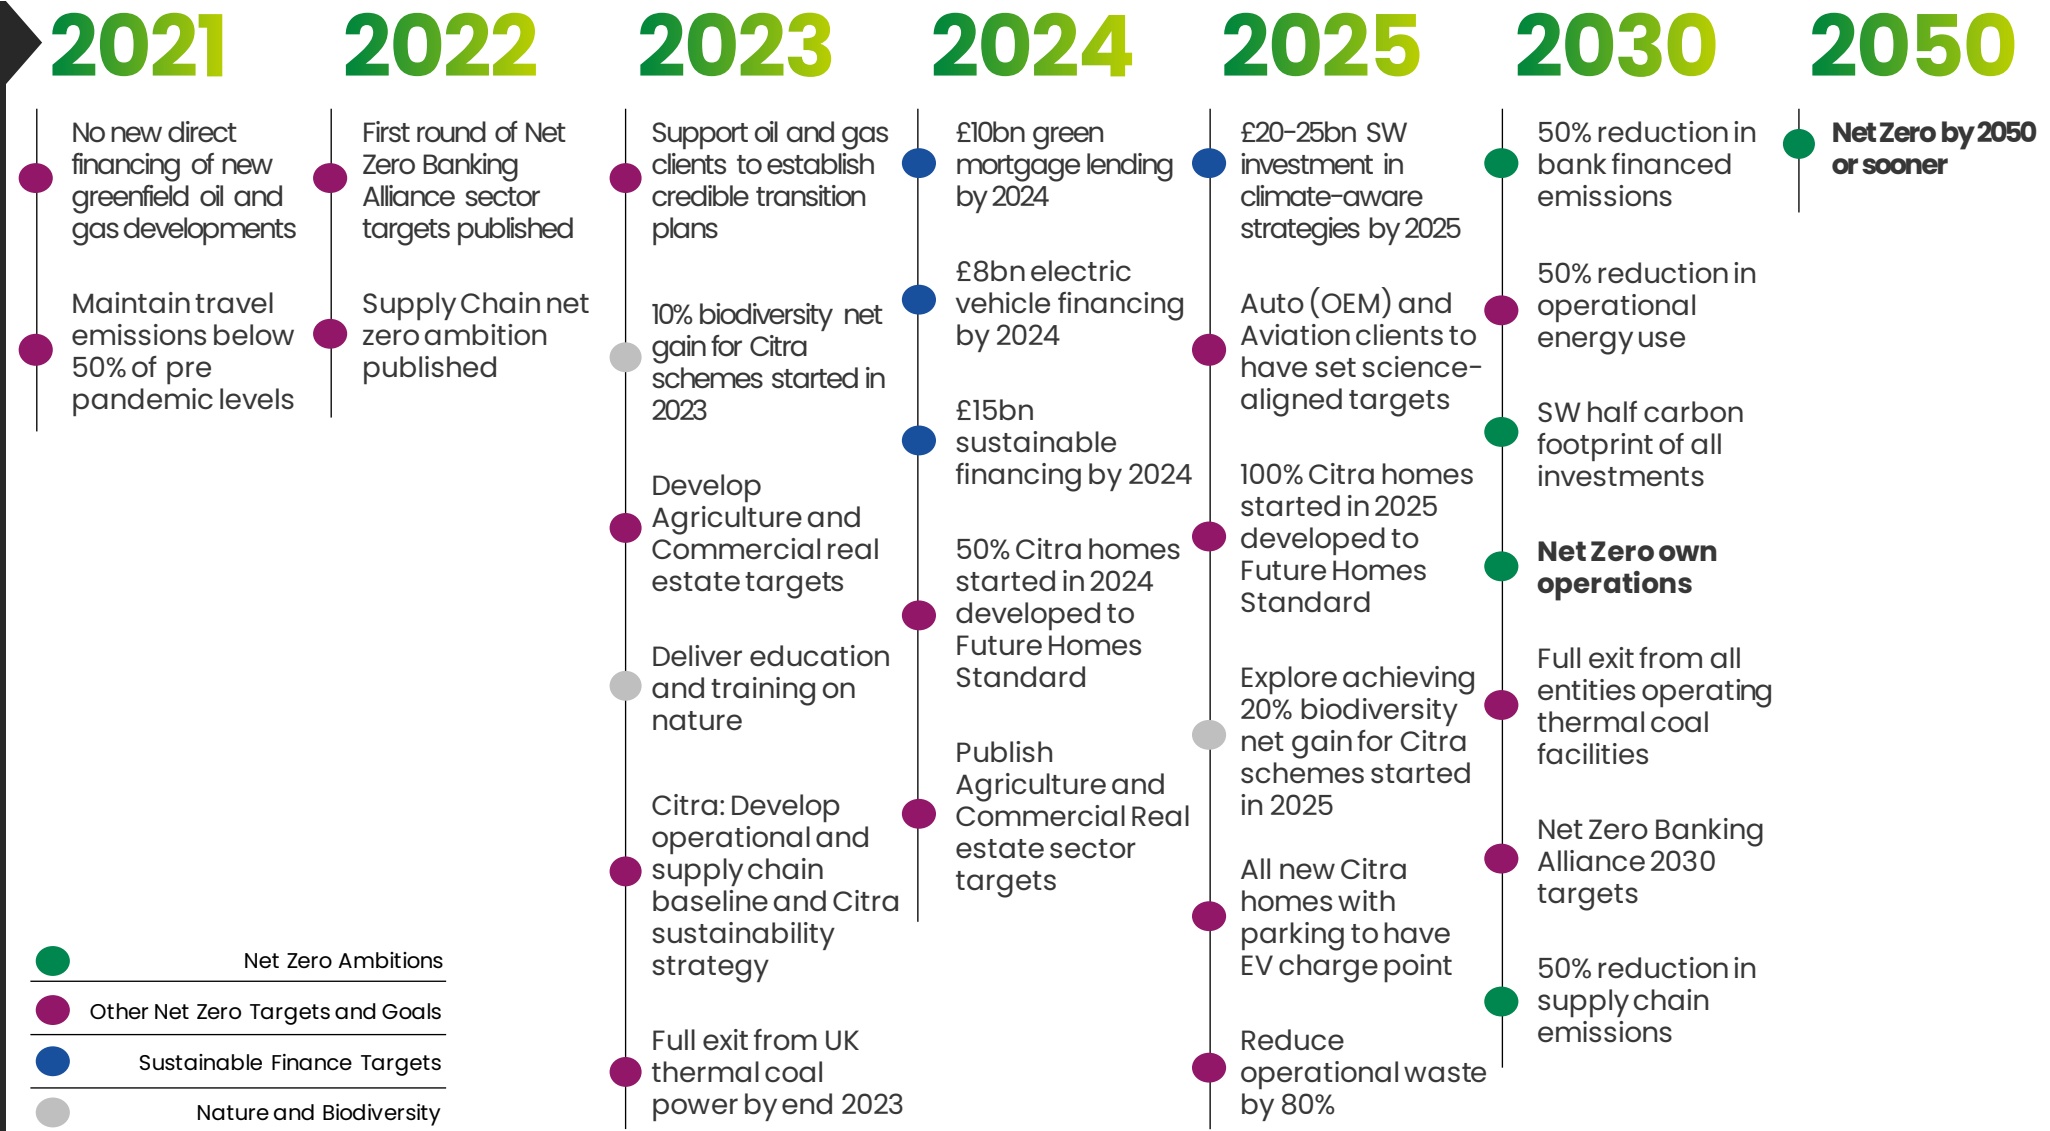 2021
No new direct
financing of new
greenfield oil and
gas developments
Maintain travel
emissions below
50% of pre
pandemic levels
2022
First round of Net
Zero Banking
Alliance sector
targets published
Supply Chain net
zero ambition
published
2023
Support oil and gas
clients to establish
credible transition
plans
10% biodiversity net
gain for Citra
schemes started in
2023
Develop
Agriculture and
Commercial real
estate targets
Deliver education
and training on
nature
Citra: Develop
operational and
supply chain
baseline and Citra
sustainability
strategy
Full exit from UK
thermal coal
power by end 2023
2024
£10bn green
mortgage lending
by 2024
£8bn electric
vehicle financing
by 2024
£15bn
sustainable
financing by 2024
50% Citra homes
started in 2024
developed to
Future Homes
Standard
Publish
Agriculture and
Commercial Real
estate sector
targets
2025
£20-25bn SW
investment in
climate-aware
strategies by 2025
Auto (OEM) and
Aviation clients to
have set science-
aligned targets
100% Citra homes
started in 2025
developed to
Future Homes
Standard
Explore achieving
20% biodiversity
net gain for Citra
schemes started
in 2025
All new Citra
homes with
parking to have
EV charge point
Reduce
operational waste
by 80%
2030
50% reduction in
bank financed
emissions
50% reduction in
operational
energy use
SW half carbon
footprint of all
investments
Net Zero own
operations
Full exit from all
entities operating
thermal coal
facilities
Net Zero Banking
Alliance 2030
targets
50% reduction in
supply chain
emissions
2050
Net Zero by 2050
or sooner
Net Zero Ambitions
Other Net Zero Targets and Goals
Sustainable Finance Targets
Nature and Biodiversity